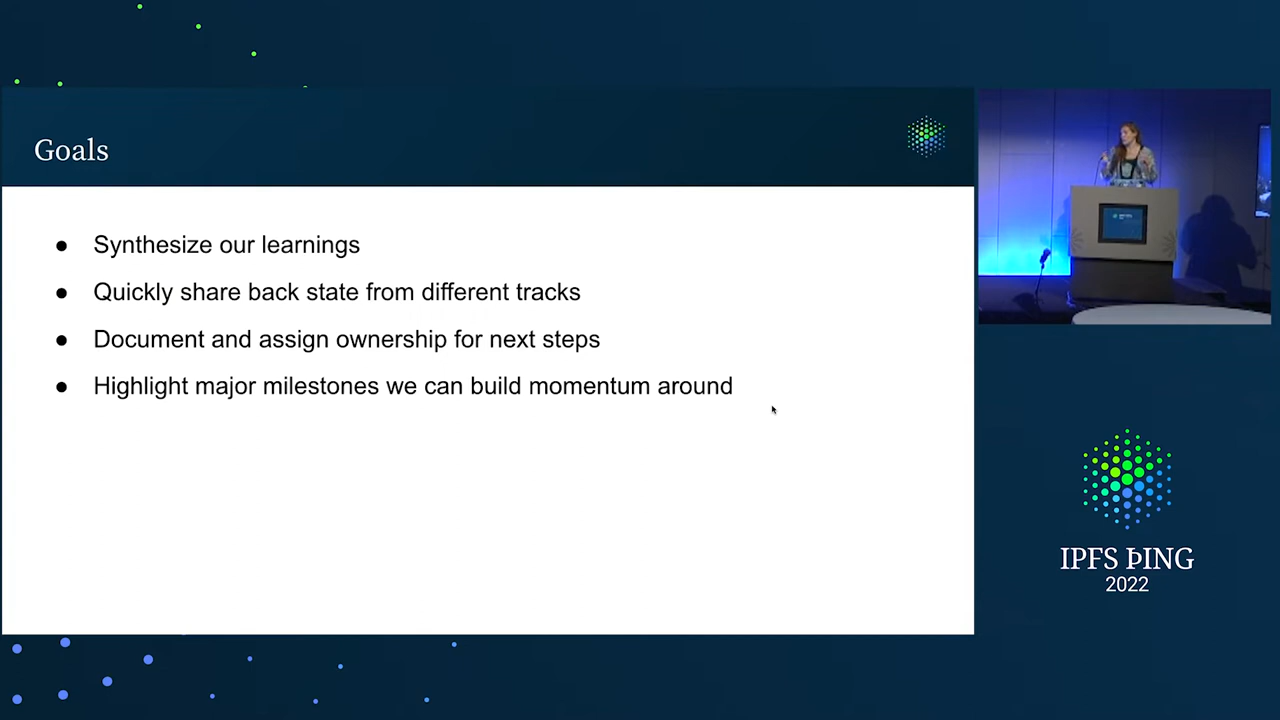 Goals
● Synthesize our learnings
● Quickly share back state from different tracks
● Document and assign ownership for next steps
● Highlight major milestones we can build momentum around
IPFS ÞING
2022